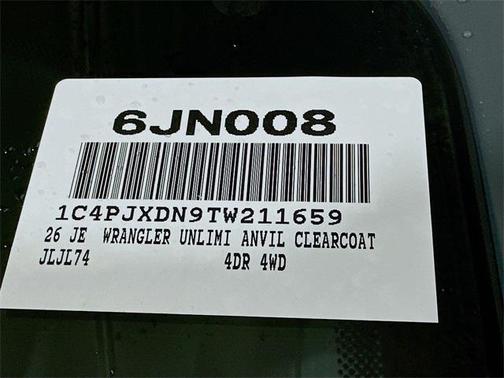 6JN008
1C4PJXDN9TW211659
26 JE WRANGLER UNLIMI ANVIL CLEARCOAT
JLJL74 4DR 4WD